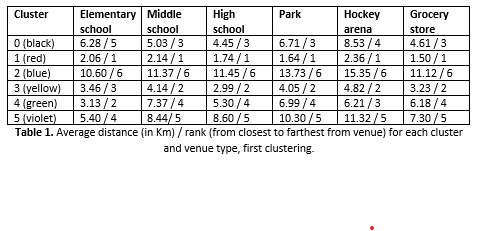 Cluster Elementary school Middle school High school Park Hockey arena Grocery store
0 (black) 6.28 / 5 5.03 / 3 4.45 / 3 6.71 / 3 8.53 / 4 4.61 / 3
1 (red) 2.06 / 1 2.14 / 1 1.74 / 1 1.64 / 1 2.36 / 1 1.50 / 1
2 (blue) 10.60 / 6 11.37 / 6 11.45 / 6 13.73 / 6 15.35 / 6 11.12 / 6
3 (yellow) 3.46 / 3 4.14 / 2 2.99 / 2 4.05 / 2 4.82 / 2 3.23 / 2
4 (green) 3.13 / 2 7.37 / 4 5.30 / 4 6.99 / 4 6.21 / 3 6.18 / 4
5 (violet) 5.40 / 4 8.44/ 5 8.60 / 5 10.30 / 5 11.32 / 5 7.30 / 5
Table 1. Average distance (in Km) / rank (from closest to farthest from venue) for each cluster
and venue type, first clustering.